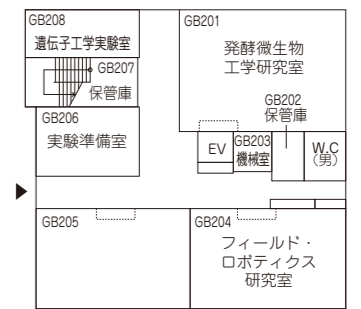 GB208
遺伝子工学実験室
GB207
保管庫
GB206
実験準備室
GB201
発酵微生物
工学研究室
GB202
保管庫
EV
GB203
機械室
W.C
(男)
GB205
GB204
フィールド・
ロボティクス
研究室